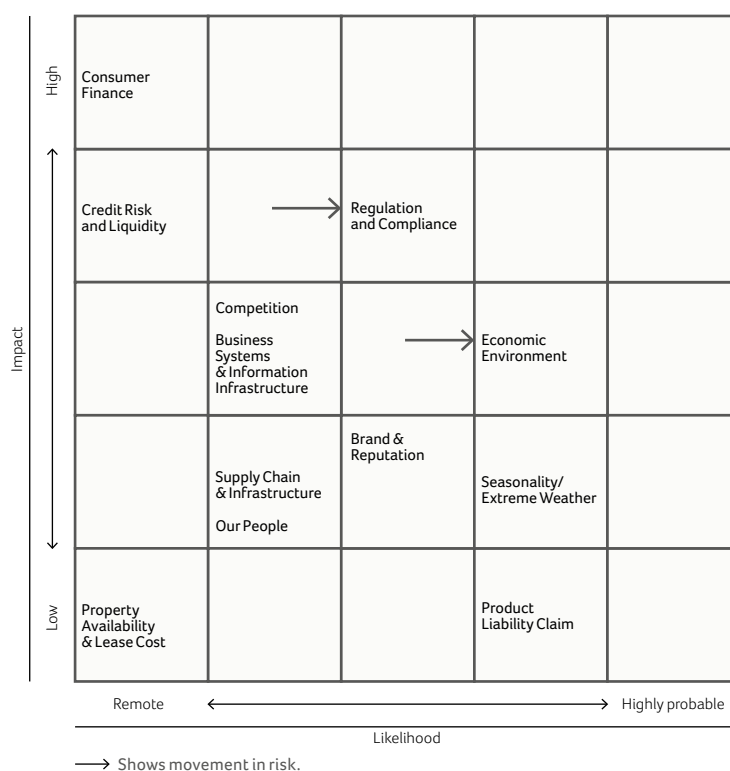 High
Consumer
Finance
Credit Risk
and Liquidity
Regulation
and Compliance
Impact
Competition
Business
Systems
& Information
Infrastructure
Economic
Environment
Supply Chain
& Infrastructure
Our People
Brand &
Reputation
Seasonality/
Extreme Weather
Low
Property
Availability
& Lease Cost
Product
Liability Claim
Remote
Highly probable
Likelihood
Shows movement in risk.